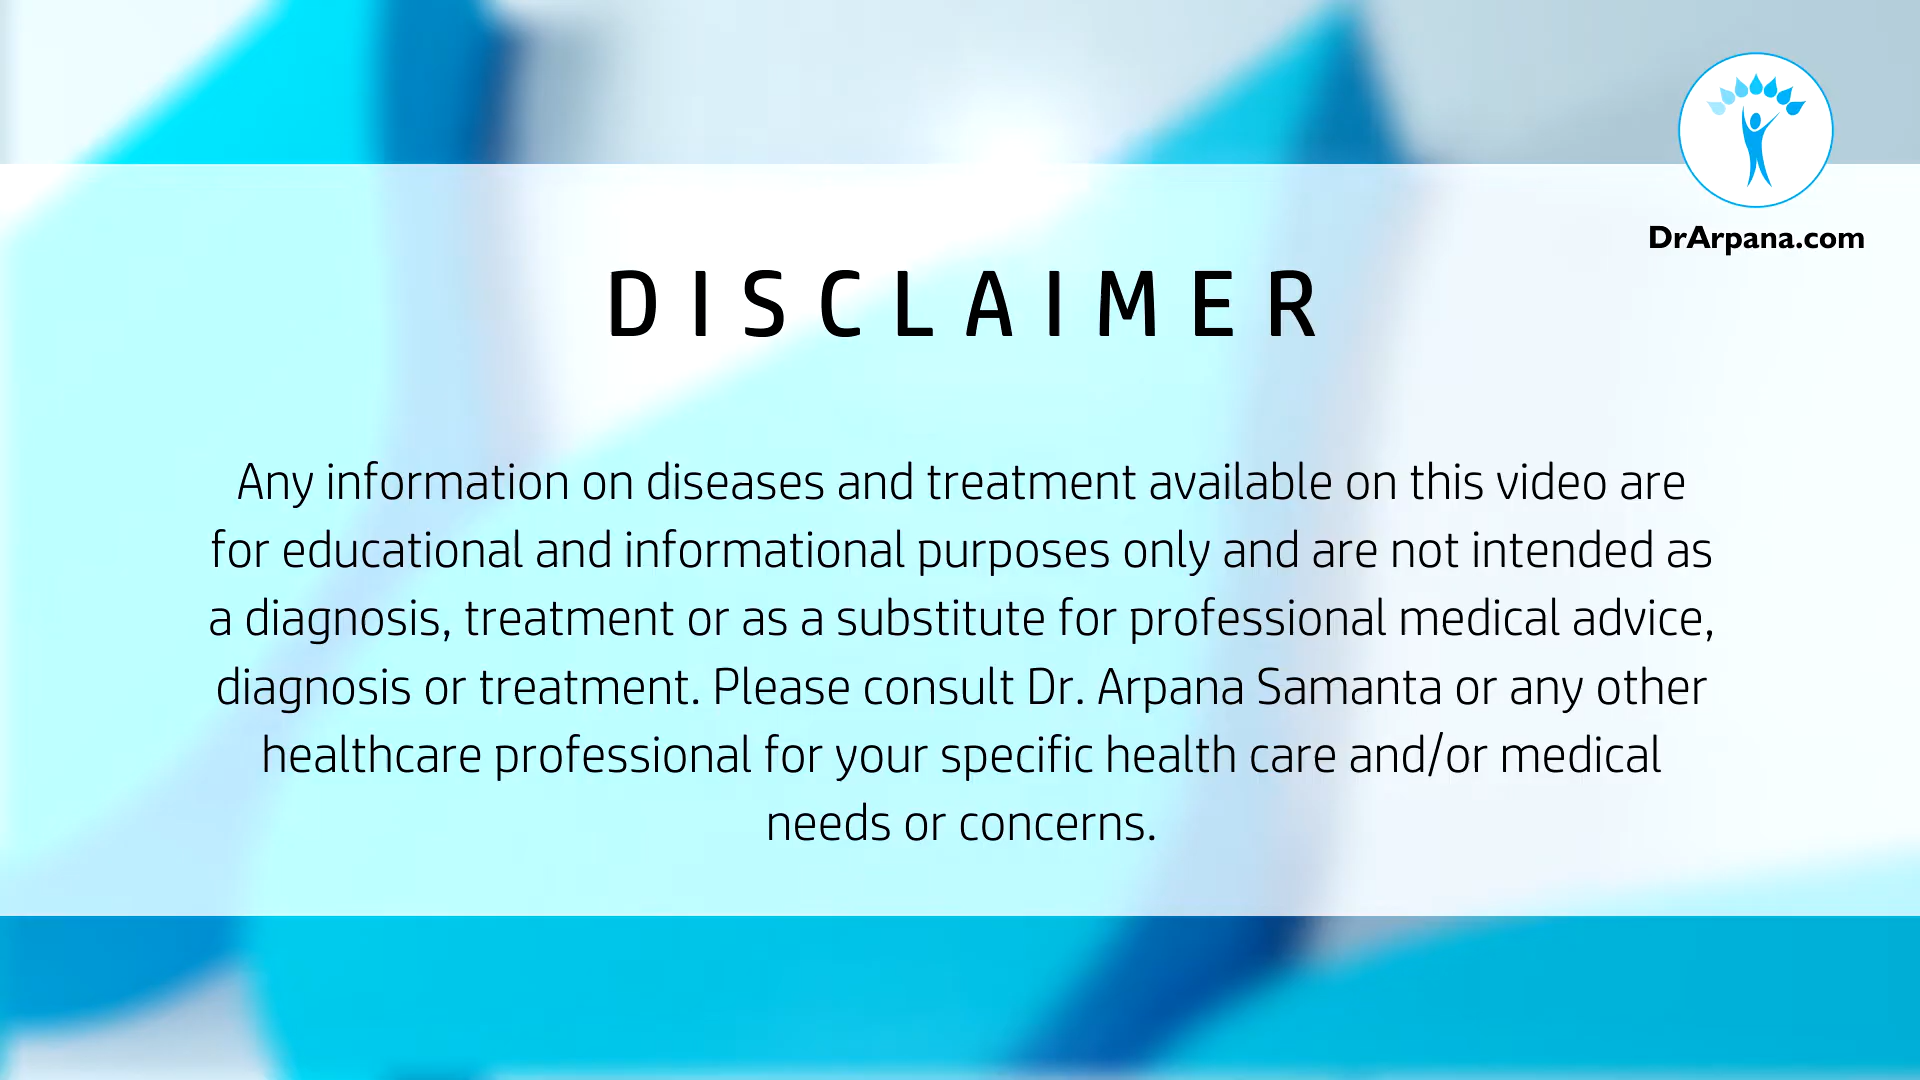 DrArpana.com
DISCLAIMER
Any information on diseases and treatment available on this video are
for educational and informational purposes only and are not intended as
a diagnosis, treatment or as a substitute for professional medical advice,
diagnosis or treatment. Please consult Dr. Arpana Samanta or any other
healthcare professional for your specific health care and/or medical
needs or concerns.